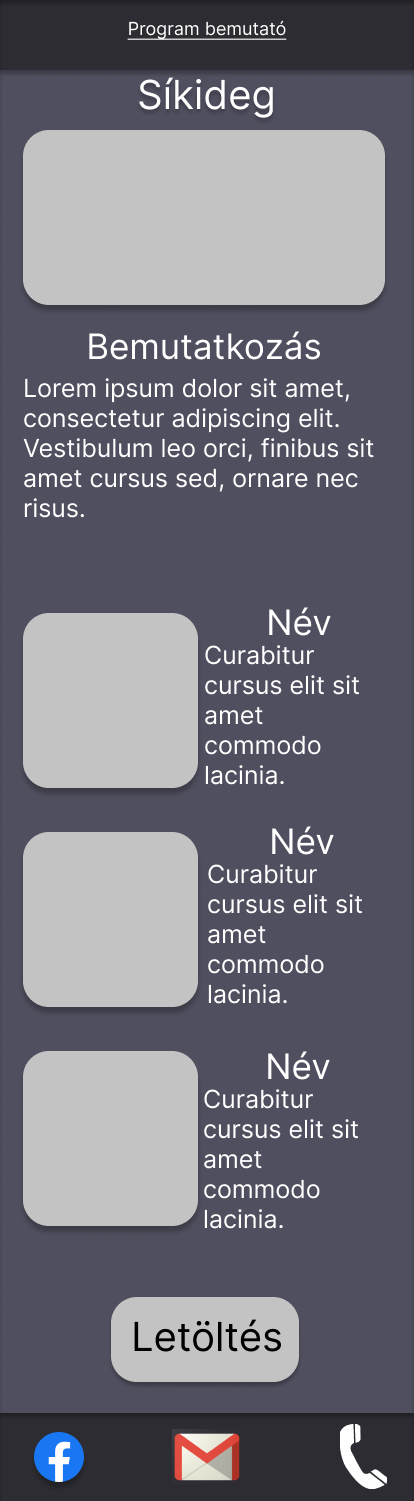 Program bemutató
Síkideg
Bemutatkozás
Lorem ipsum dolor sit amet,
consectetur adipiscing elit.
Vestibulum leo orci, finibus sit
amet cursus sed, ornare nec
risus.
Név
Curabitur
cursus elit sit
amet
commodo
lacinia.
Név
Curabitur
cursus elit sit
amet
commodo
lacinia.
Név
Curabitur
cursus elit sit
amet
commodo
lacinia.
Letöltés